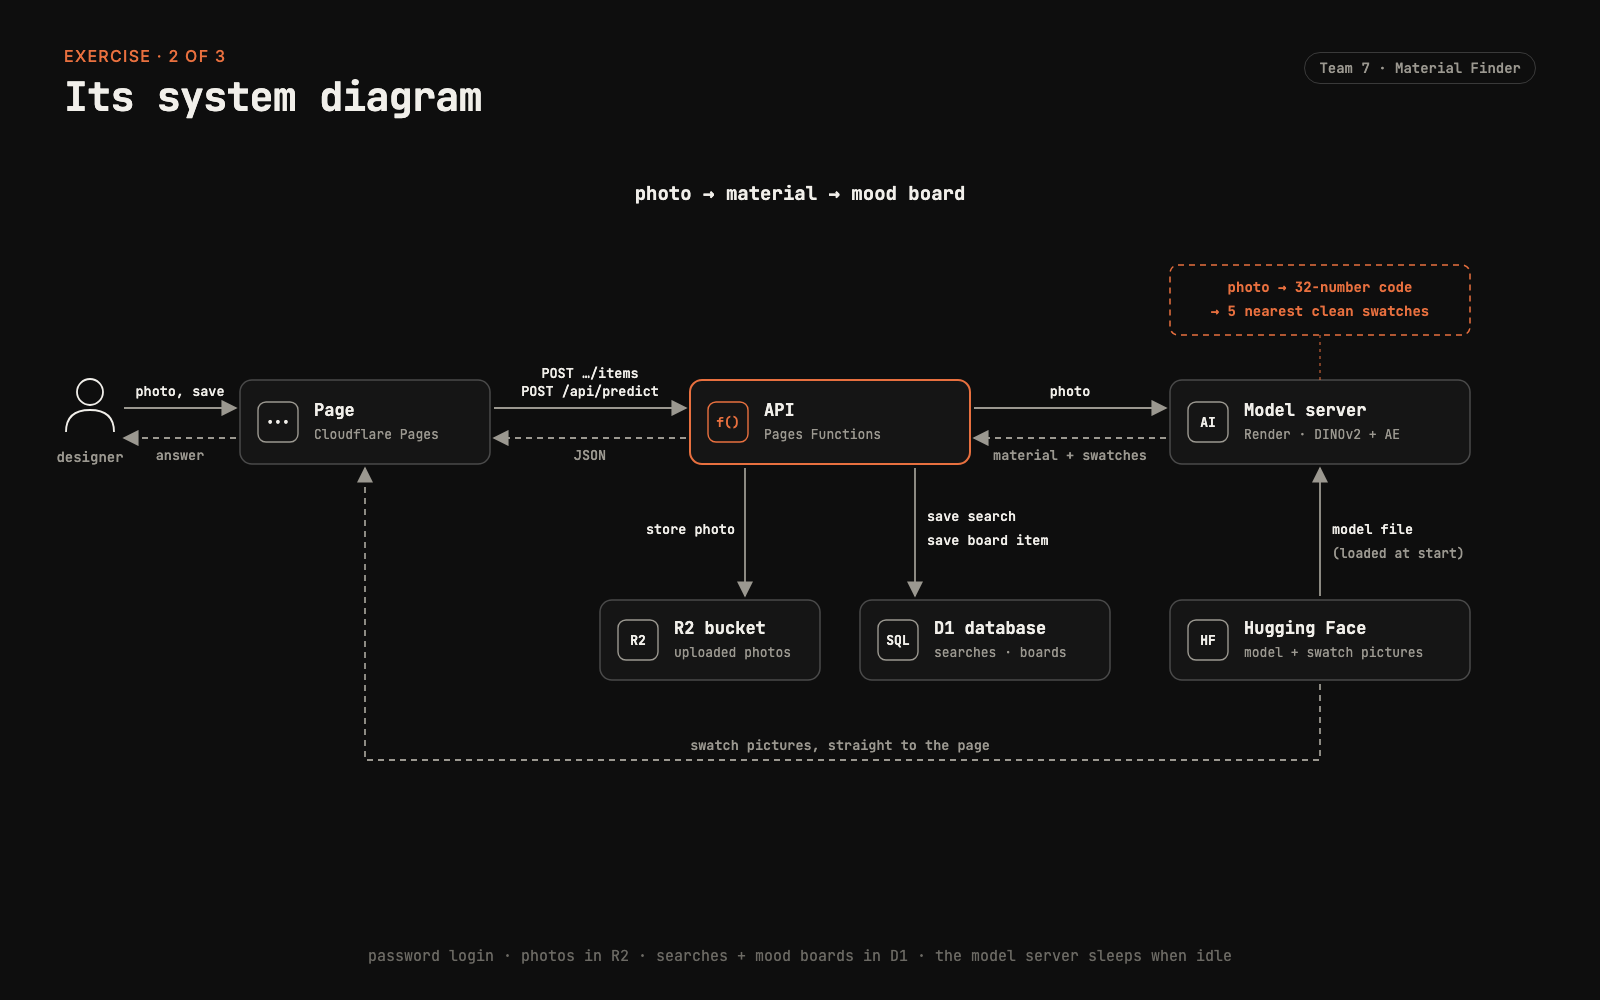 EXERCISE · 2 OF 3
Its system diagram
Team 7 · Material Finder
photo → material → mood board
photo → 32-number code
→ 5 nearest clean swatches
designer
photo, save
answer
Page
Cloudflare Pages
POST …/items
POST /api/predict
JSON
f()
API
Pages Functions
photo
material + swatches
AI
Model server
Render · DINOv2 + AE
store photo
save search
save board item
model file
(loaded at start)
R2
R2 bucket
uploaded photos
SQL
D1 database
searches · boards
HF
Hugging Face
model + swatch pictures
swatch pictures, straight to the page
password login · photos in R2 · searches + mood boards in D1 · the model server sleeps when idle